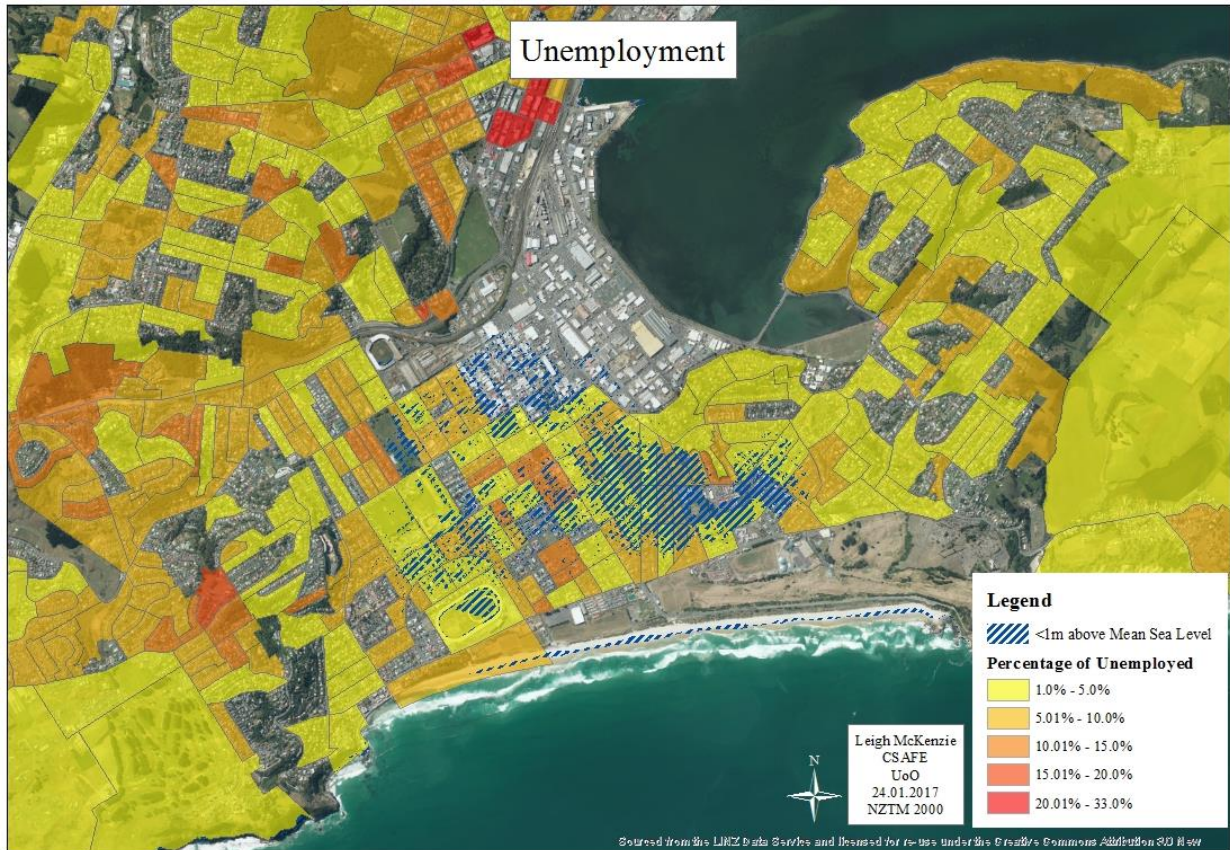 Unemployment
Legend
<1m above Mean Sea Level
Percentage of Unemployed
1.0% - 5.0%
5.01% - 10.0%
10.01% - 15.0%
15.01% - 20.0%
20.01% - 33.0%
Leigh McKenzie
CSAFE
UoO
24.01.2017
NZTM 2000
N
Sourced from the LINZ Data Service and licensed for re-use under the Creative Commons Attribution 3.0 New